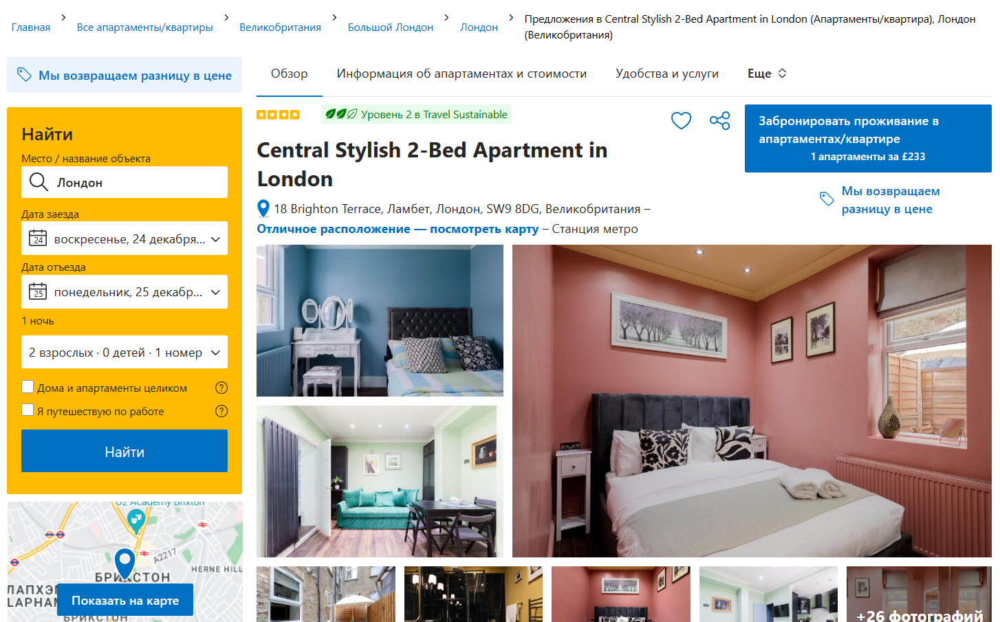 Главная
Все апартаменты/квартиры
Великобритания
Большой Лондон
Лондон
Предложения в Central Stylish 2-Bed Apartment in London (Апартаменты/квартира), Лондон
(Великобритания)
Мы возвращаем разницу в цене
Обзор
Информация об апартаментах и стоимости
Удобства и услуги
Еще
Найти
Место / название объекта
Лондон
Дата заезда
24
воскресенье, 24 декабря...
Дата отъезда
25
понедельник, 25 декабр...
1 ночь
2 взрослых · 0 детей · 1 номер
Дома и апартаменты целиком
?
Я путешествую по работе
?
Найти
Уровень 2 в Travel Sustainable
Central Stylish 2-Bed Apartment in
London
18 Brighton Terrace, Ламбет, Лондон, SW9 8DG, Великобритания –
Отличное расположение — посмотреть карту – Станция метро
Забронировать проживание в
апартаментах/квартире
1 апартаменты за £233
Мы возвращаем
разницу в цене
O2 Academy Brixton
A2217
HERNE HILL
БРИКСТОН
LAPHAM
Показать на карте
БРИКСТОН
+26 фотографий